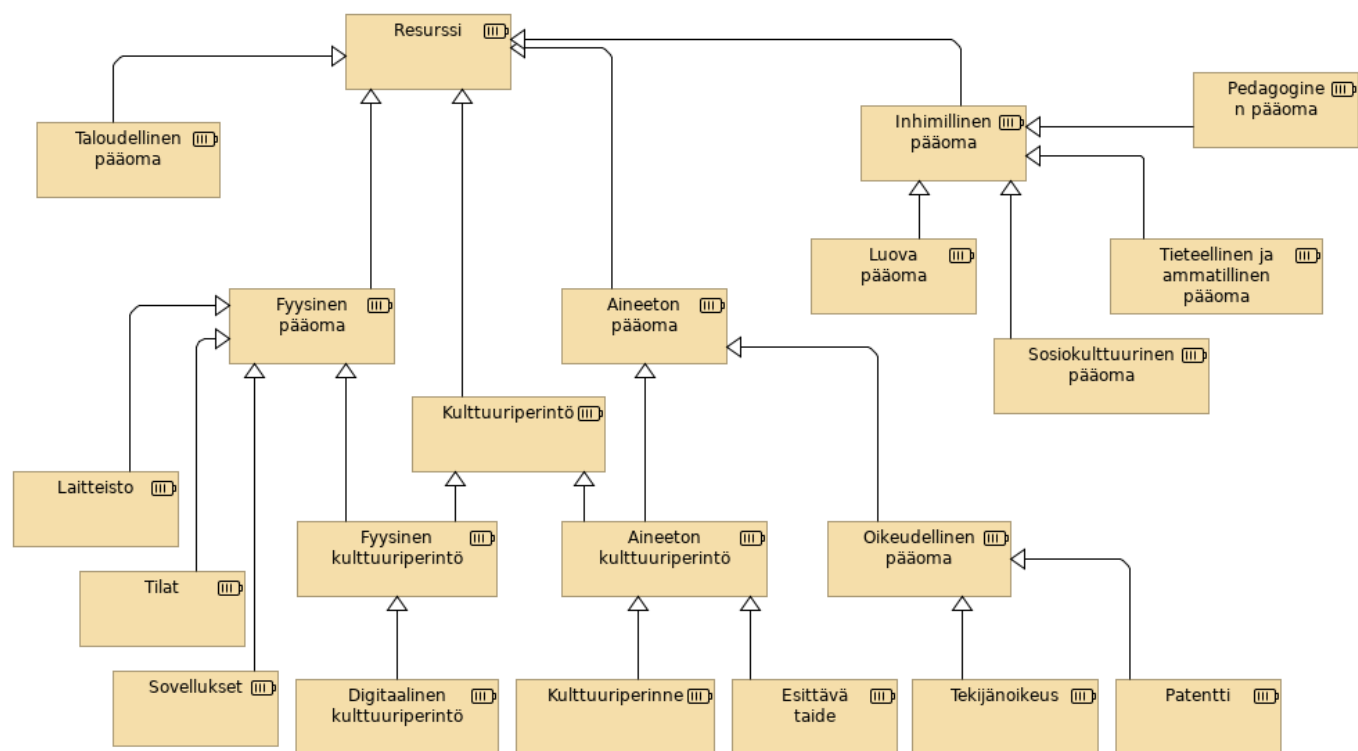 Resurssi
Taloudellinen
pääoma
Inhimillinen
pääoma
Pedagogine
n pääoma
Luova
pääoma
Tieteellinen ja
ammatillinen
pääoma
Fyysinen
pääoma
Aineeton
pääoma
Sosiokulttuurinen
pääoma
Kulttuuriperintö
Laitteisto
Fyysinen
kulttuuriperintö
Aineeton
kulttuuriperintö
Oikeudellinen
pääoma
Tilat
Sovellukset
Digitaalinen
kulttuuriperintö
Kulttuuriperinne
Esittävä
taide
Tekijänoikeus
Patentti